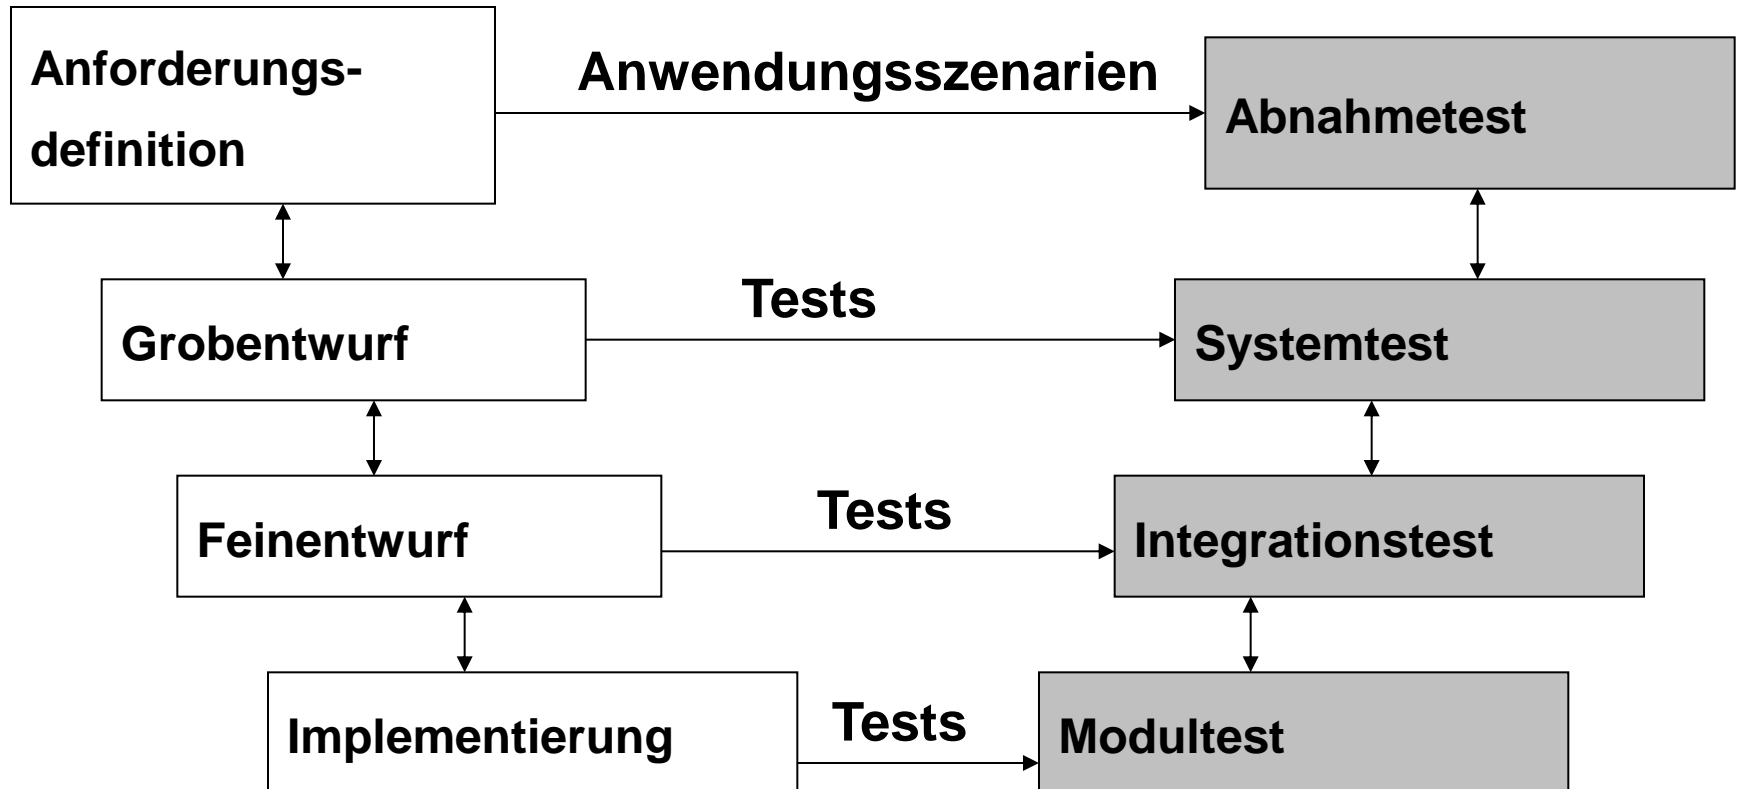 Anforderungs-
definition
Anwendungsszenarien
Abnahmetest
Grobentwurf
Tests
Systemtest
Feinentwurf
Tests
Integrationstest
Implementierung
Tests
Modultest